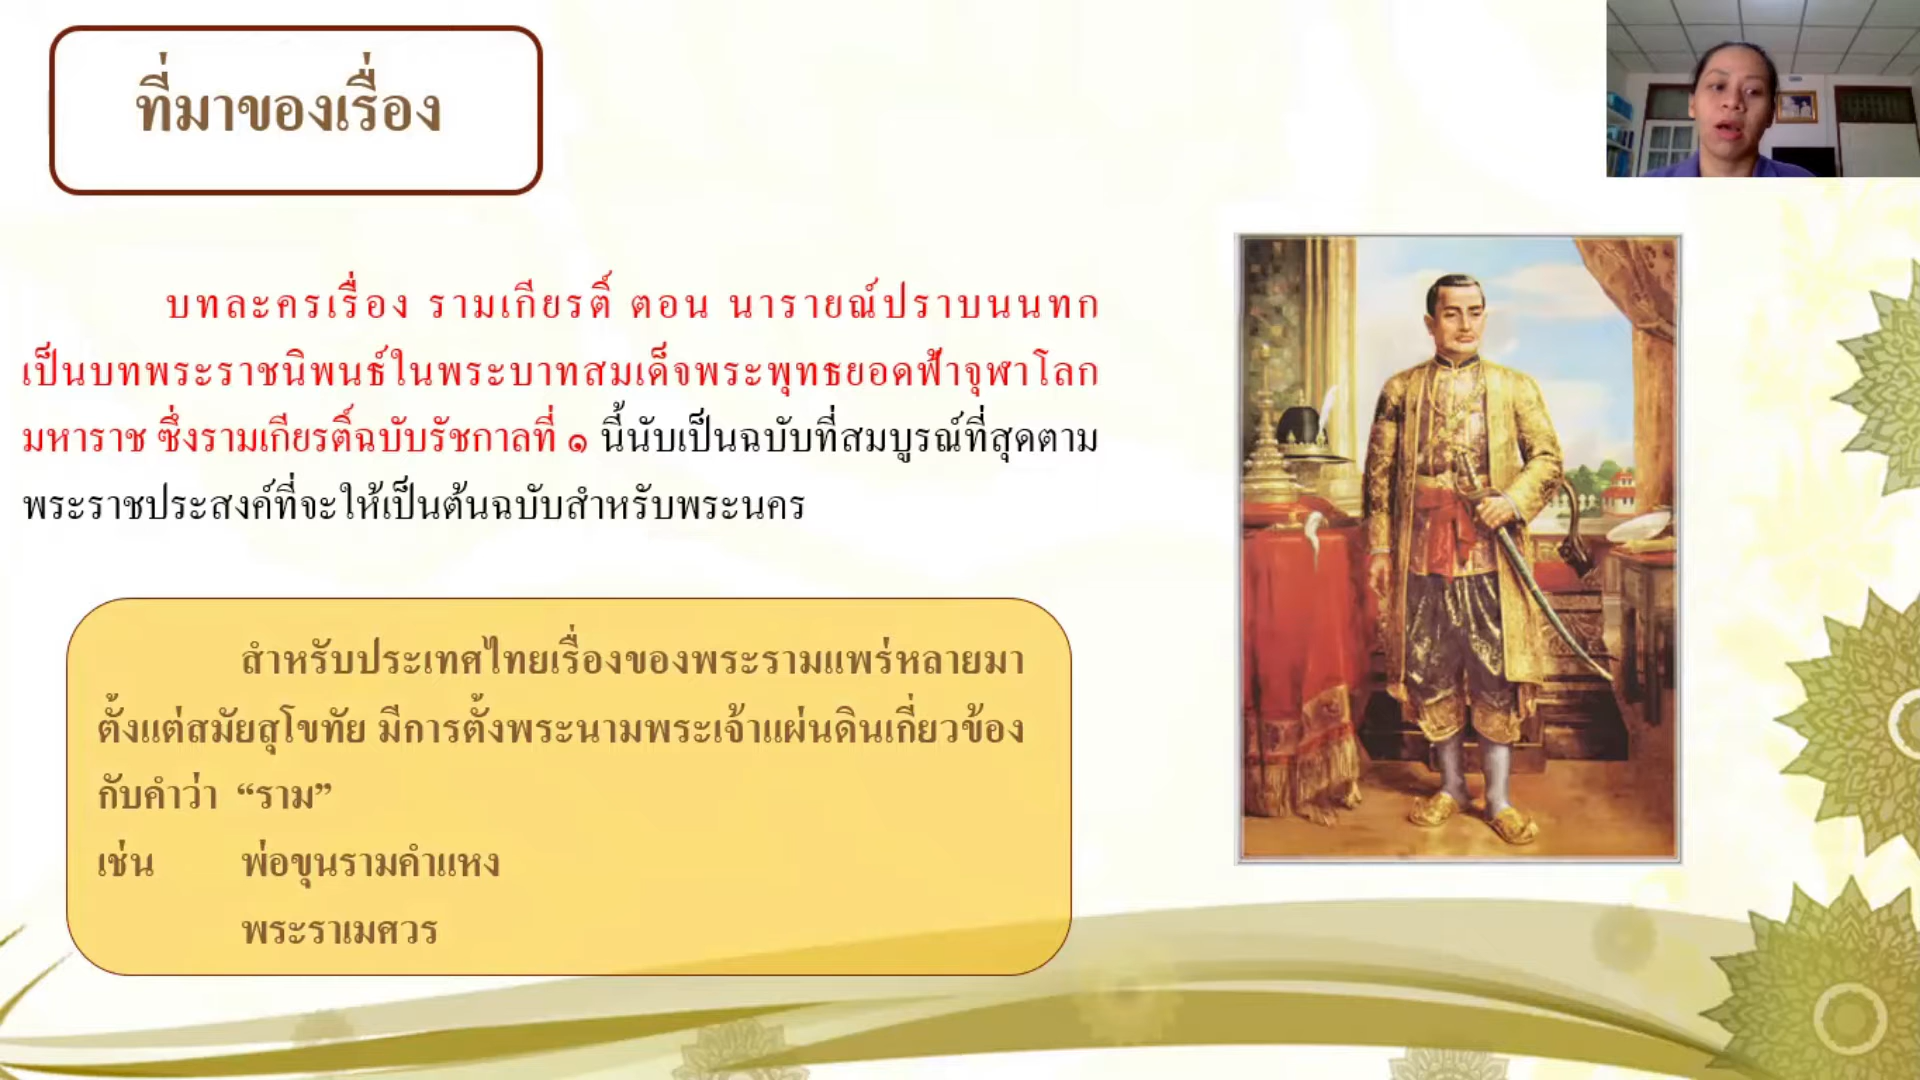 ที่มาของเรื่อง
บทละครเรื่อง รามเกียรติ์ ตอน นารายณ์ปราบนนทก
เป็นบทพระราชนิพนธ์ในพระบาทสมเด็จพระพุทธยอดฟ้าจุฬาโลก
มหาราช ซึ่งรามเกียรติ์ฉบับรัชกาลที่ ๑ นี้นับเป็นฉบับที่สมบูรณ์ที่สุดตาม
พระราชประสงค์ที่จะให้เป็นต้นฉบับสำหรับพระนคร
สำหรับประเทศไทยเรื่องของพระรามแพร่หลายมา
ตั้งแต่สมัยสุโขทัย มีการตั้งพระนามพระเจ้าแผ่นดินเกี่ยวข้อง
กับคำว่า “ราม”
เช่น พ่อขุนรามคำแหง
พระราเมศวร